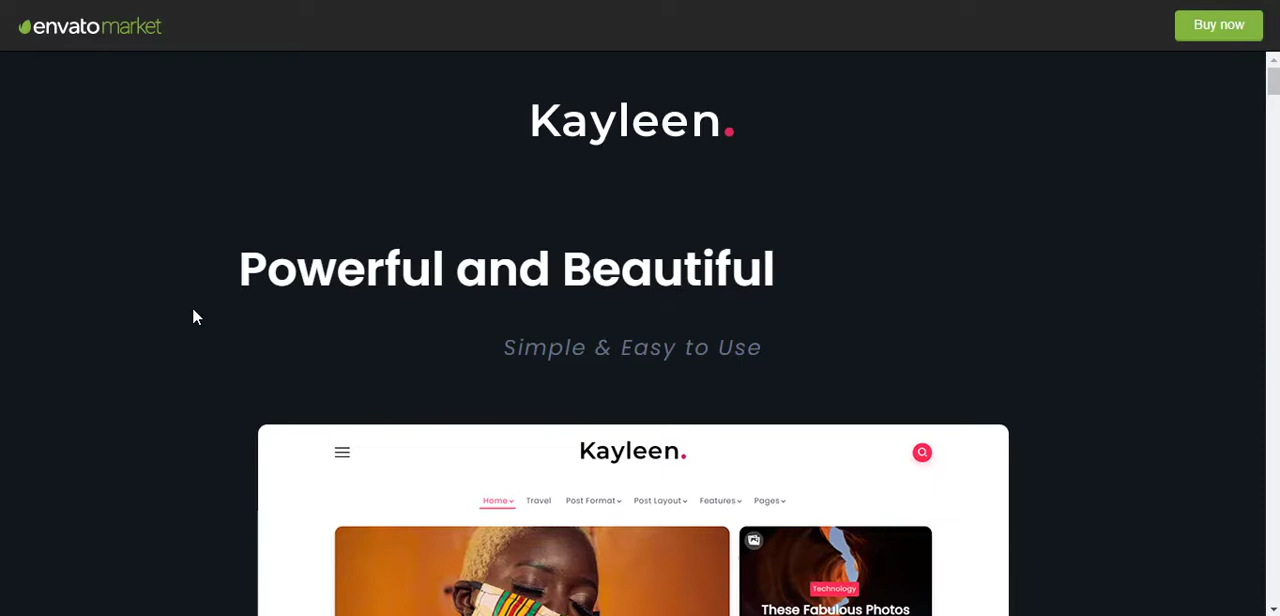 envatomarket
Buy now
Kayleen.
Powerful and Beautiful
Simple & Easy to Use
Kayleen.
Home Travel Post Format Post Layout Features Pages
Technology
These Fabulous Photos